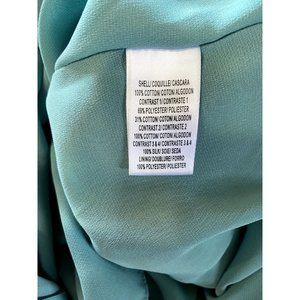 SHELL/ COQUILLE/ CASCARA
100% COTTON/ COTON/ ALGODON
CONTRAST 1/ CONTRASTE 1
69% POLYESTER/ POLIESTER
31% COTTON/ COTON/ ALGODON
CONTRAST 2/ CONTRASTE 2
100% COTTON/ COTON/ ALGODON
CONTRAST 3 & 4/ CONTRASTE 3 & 4
100% SILK/ SOIE/ SEDA
LINING/ DOUBLURE/ FORRO
100% POLYESTER/ POLIESTER